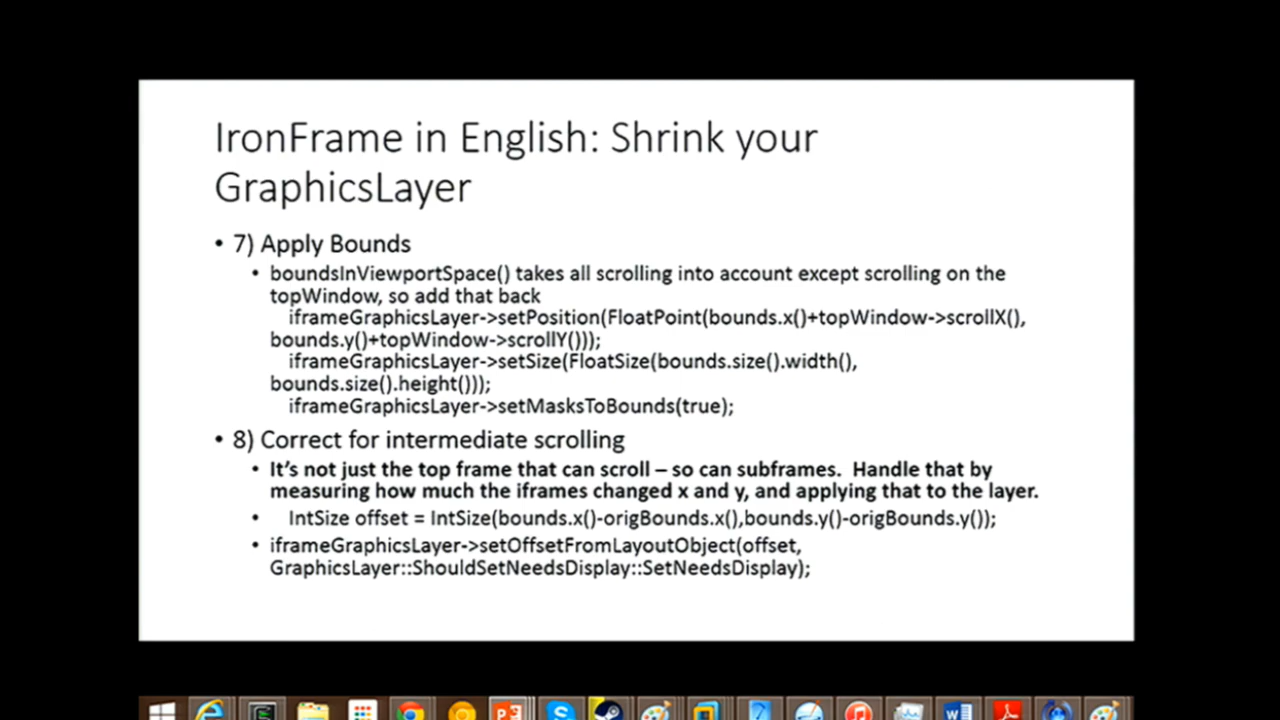 IronFrame in English: Shrink your
GraphicsLayer
• 7) Apply Bounds
• boundsInViewportSpace() takes all scrolling into account except scrolling on the
topWindow, so add that back
iframeGraphicsLayer->setPosition(FloatPoint(bounds.x()+topWindow->scrollX(),
bounds.y()+topWindow->scrollY()));
iframeGraphicsLayer->setSize(FloatSize(bounds.size().width(),
bounds.size().height()));
iframeGraphicsLayer->setMasksToBounds(true);
• 8) Correct for intermediate scrolling
• It's not just the top frame that can scroll – so can subframes. Handle that by
measuring how much the iframes changed x and y, and applying that to the layer.
• IntSize offset = IntSize(bounds.x()-origBounds.x(),bounds.y()-origBounds.y());
• iframeGraphicsLayer->setOffsetFromLayoutObject(offset,
GraphicsLayer::ShouldSetNeedsDisplay::SetNeedsDisplay);